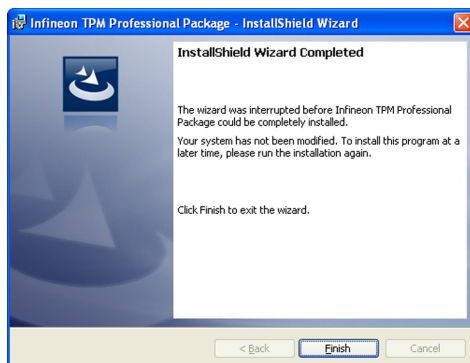 Infineon TPM Professional Package - InstallShield Wizard
InstallShield Wizard Completed
The wizard was interrupted before Infineon TPM Professional
Package could be completely installed.
Your system has not been modified. To install this program at a
later time, please run the installation again.
Click Finish to exit the wizard.
< Back
Finish
Cancel